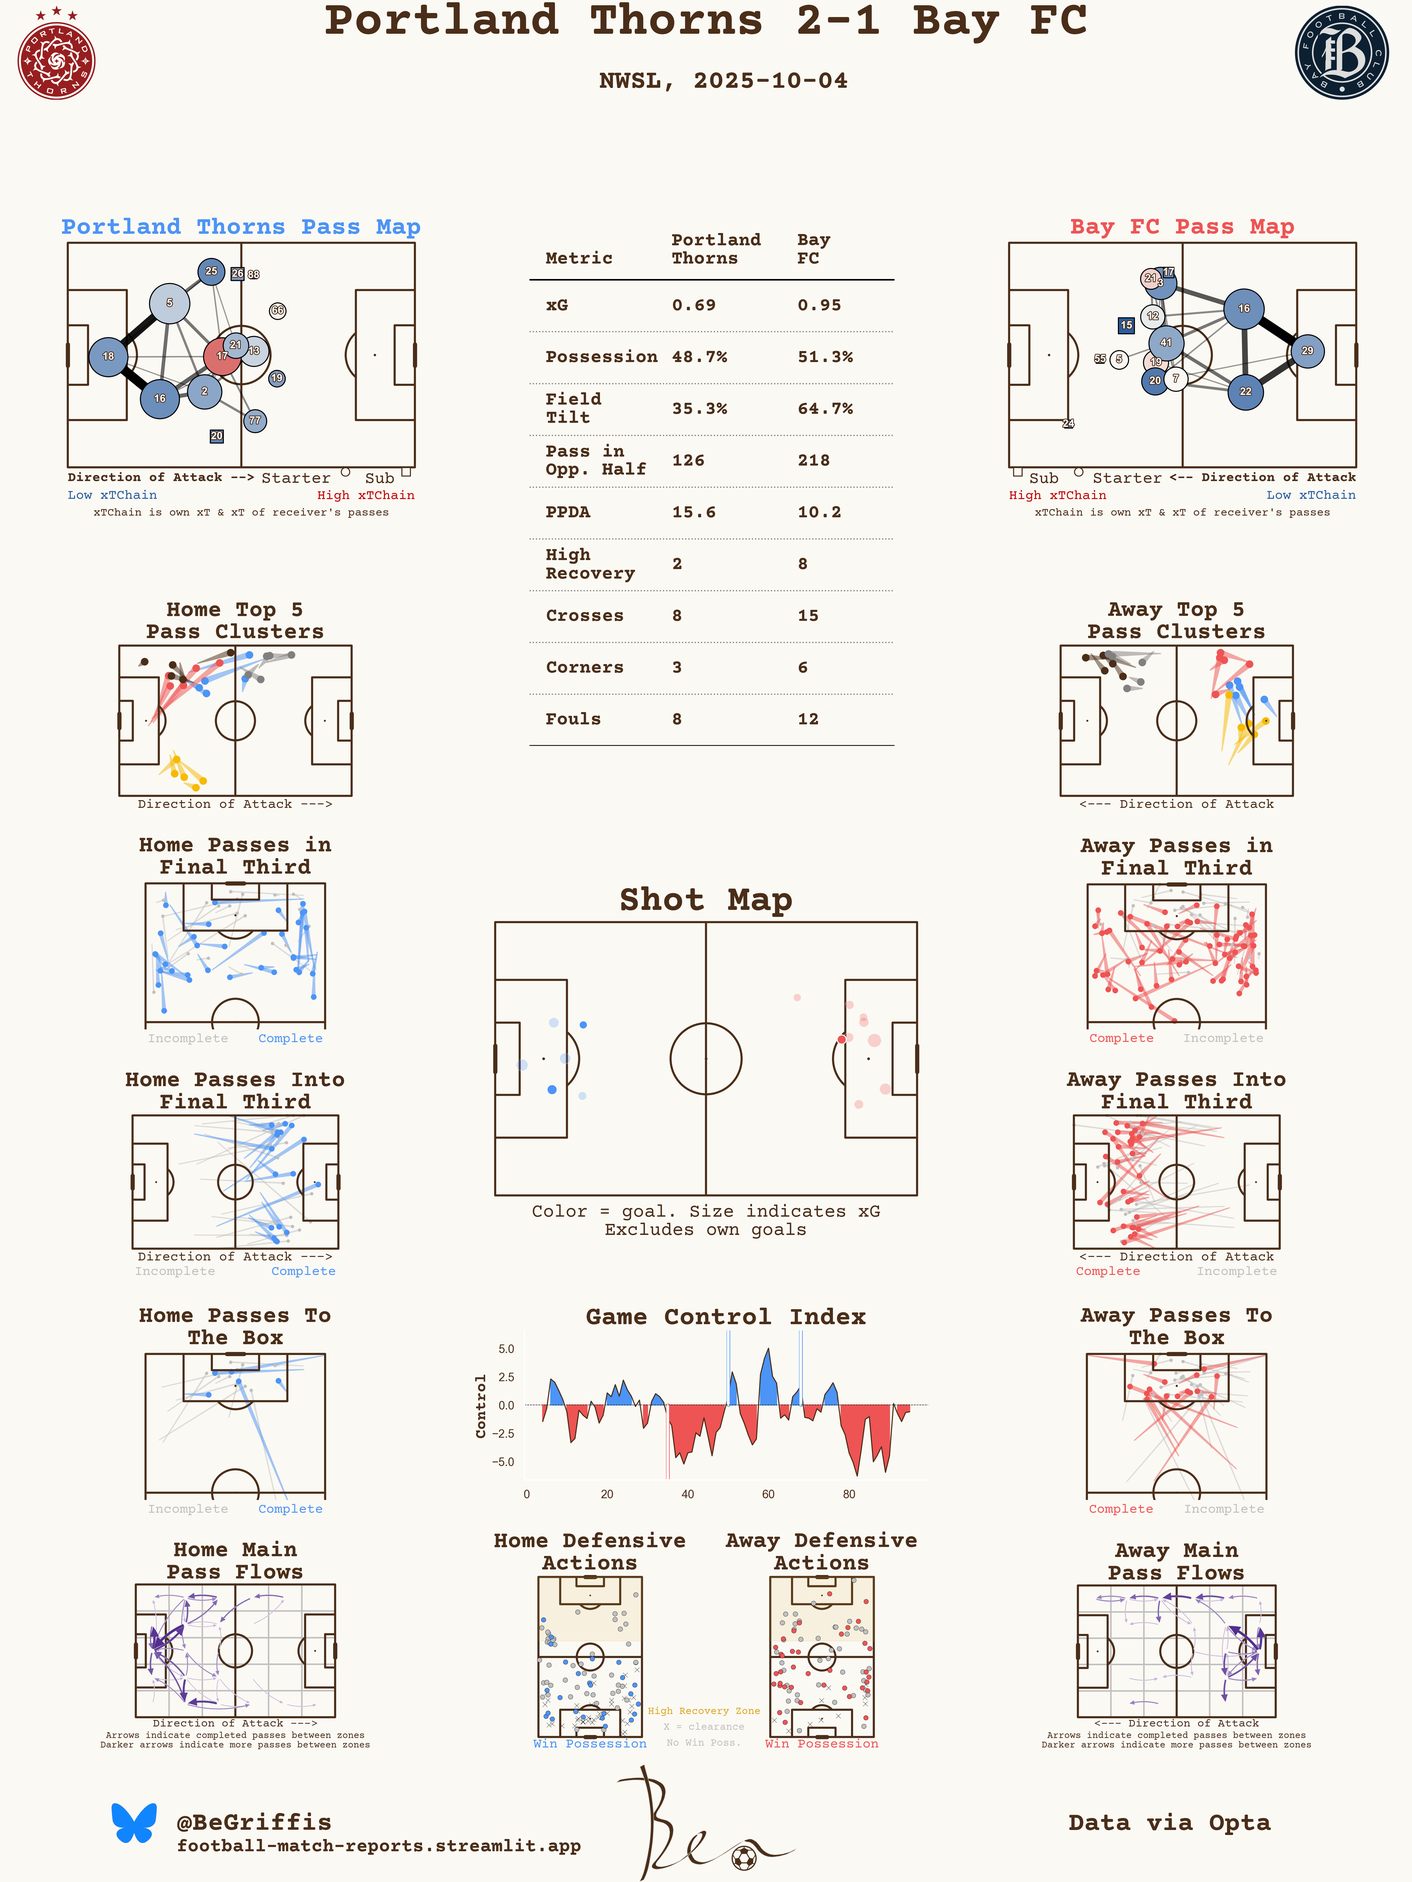 Portland Thorns 2-1 Bay FC
NWSL, 2025-10-04
PORTLAND THORNS
BAY FOOTBALL CLUB
B
Portland Thorns Pass Map
25
26
88
5
66
21
13
17
18
19
2
16
77
20
Direction of Attack --> Starter Sub
Low xTChain High xTChain
xTChain is own xT & xT of receiver's passes
Metric Portland Thorns Bay FC
xG 0.69 0.95
Possession 48.7% 51.3%
Field Tilt 35.3% 64.7%
Pass in Opp. Half 126 218
PPDA 15.6 10.2
High Recovery 2 8
Crosses 8 15
Corners 3 6
Fouls 8 12
Bay FC Pass Map
21
17
3
12
16
15
41
29
55
5
19
20
7
22
24
Sub Starter <-- Direction of Attack
High xTChain Low xTChain
xTChain is own xT & xT of receiver's passes
Home Top 5
Pass Clusters
Direction of Attack --->
Away Top 5
Pass Clusters
<--- Direction of Attack
Home Passes in
Final Third
Incomplete Complete
Away Passes in
Final Third
Complete Incomplete
Shot Map
Color = goal. Size indicates xG
Excludes own goals
Home Passes Into
Final Third
Direction of Attack --->
Incomplete Complete
Away Passes Into
Final Third
<--- Direction of Attack
Complete Incomplete
Home Passes To
The Box
Incomplete Complete
Game Control Index
Control
5.0
2.5
0.0
−2.5
−5.0
0 20 40 60 80
Away Passes To
The Box
Complete Incomplete
Home Main
Pass Flows
Direction of Attack --->
Arrows indicate completed passes between zones
Darker arrows indicate more passes between zones
Home Defensive
Actions
Win Possession
High Recovery Zone
X = clearance
No Win Poss.
Away Defensive
Actions
Win Possession
Away Main
Pass Flows
<--- Direction of Attack
Arrows indicate completed passes between zones
Darker arrows indicate more passes between zones
@BeGriffis
football-match-reports.streamlit.app
Ben
Data via Opta